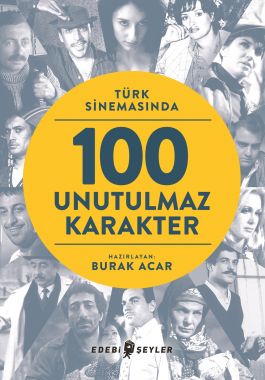 TÜRK
SİNEMASINDA
100
UNUTULMAZ
KARAKTER
HAZIRLAYAN:
BURAK ACAR
EDEBİ ŞEYLER